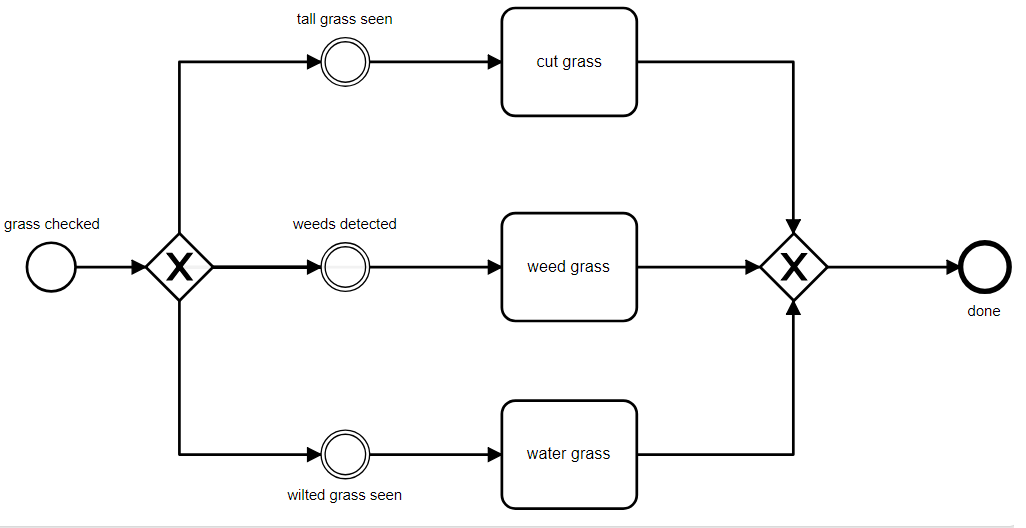 tall grass seen
cut grass
grass checked
weeds detected
X
weed grass
X
done
water grass
wilted grass seen